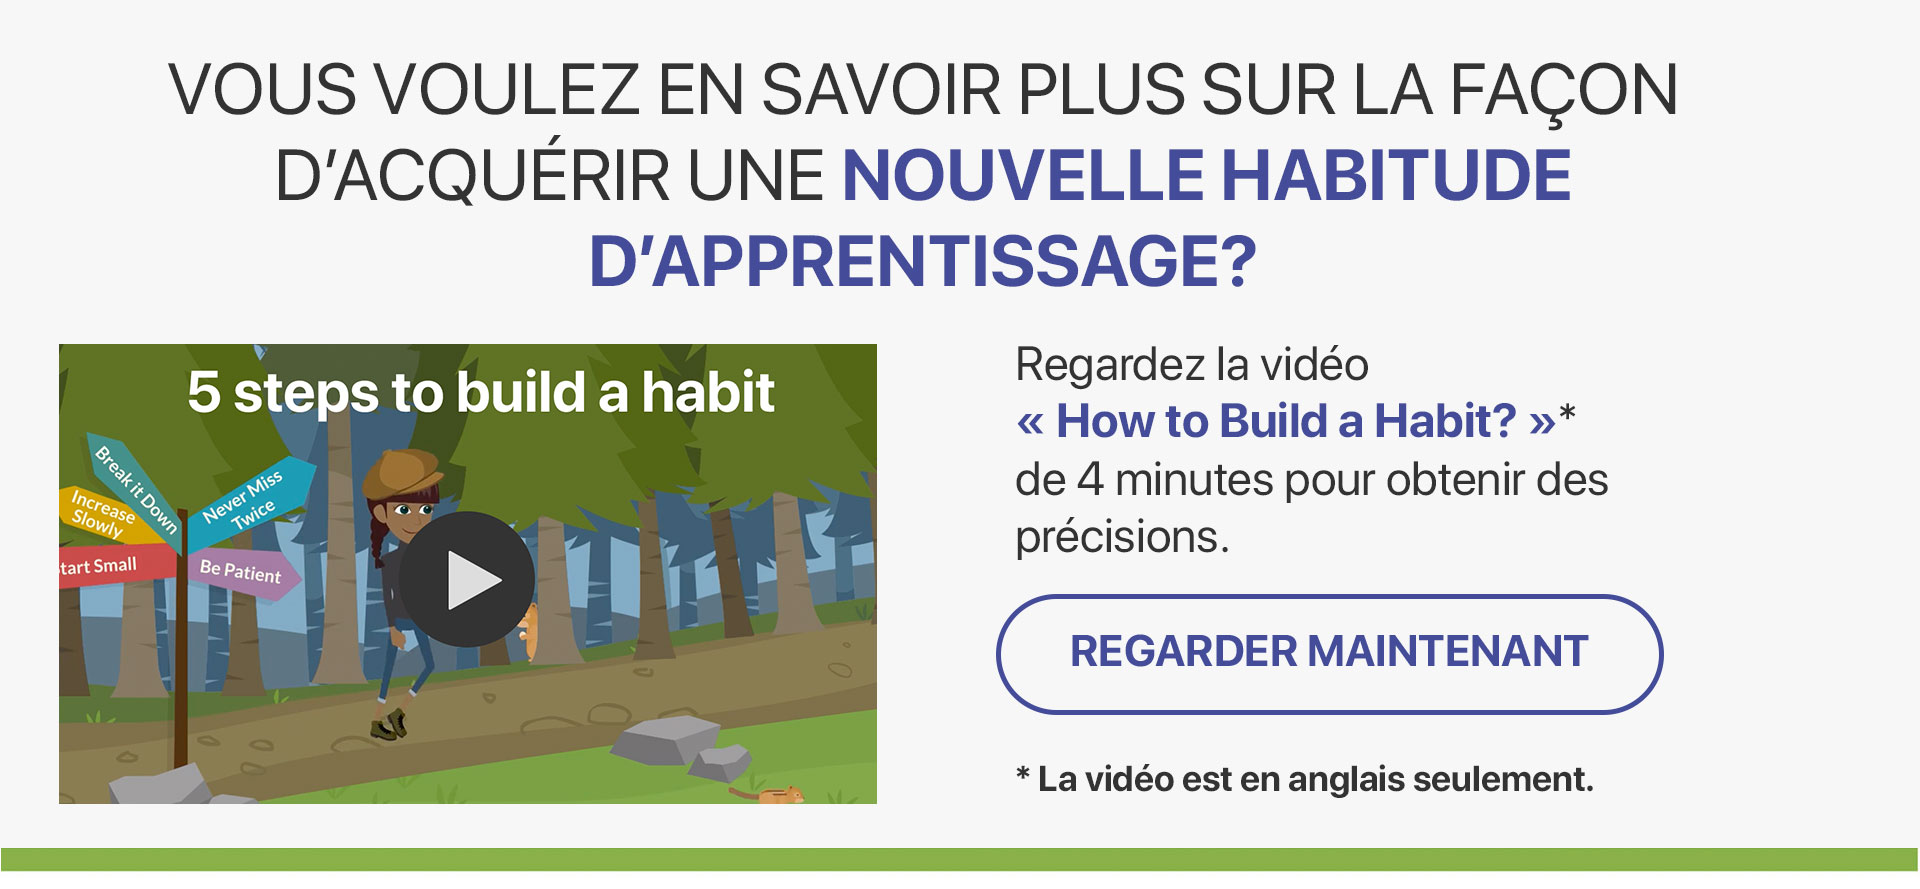 VOUS VOULEZ EN SAVOIR PLUS SUR LA FAÇON
D’ACQUÉRIR UNE NOUVELLE HABITUDE
D’APPRENTISSAGE?
5 steps to build a habit
Break it Down
Never Miss
Twice
Increase
Slowly
tart Small
Be Patient
Regardez la vidéo
« How to Build a Habit? »*
de 4 minutes pour obtenir des
précisions.
REGARDER MAINTENANT
* La vidéo est en anglais seulement.